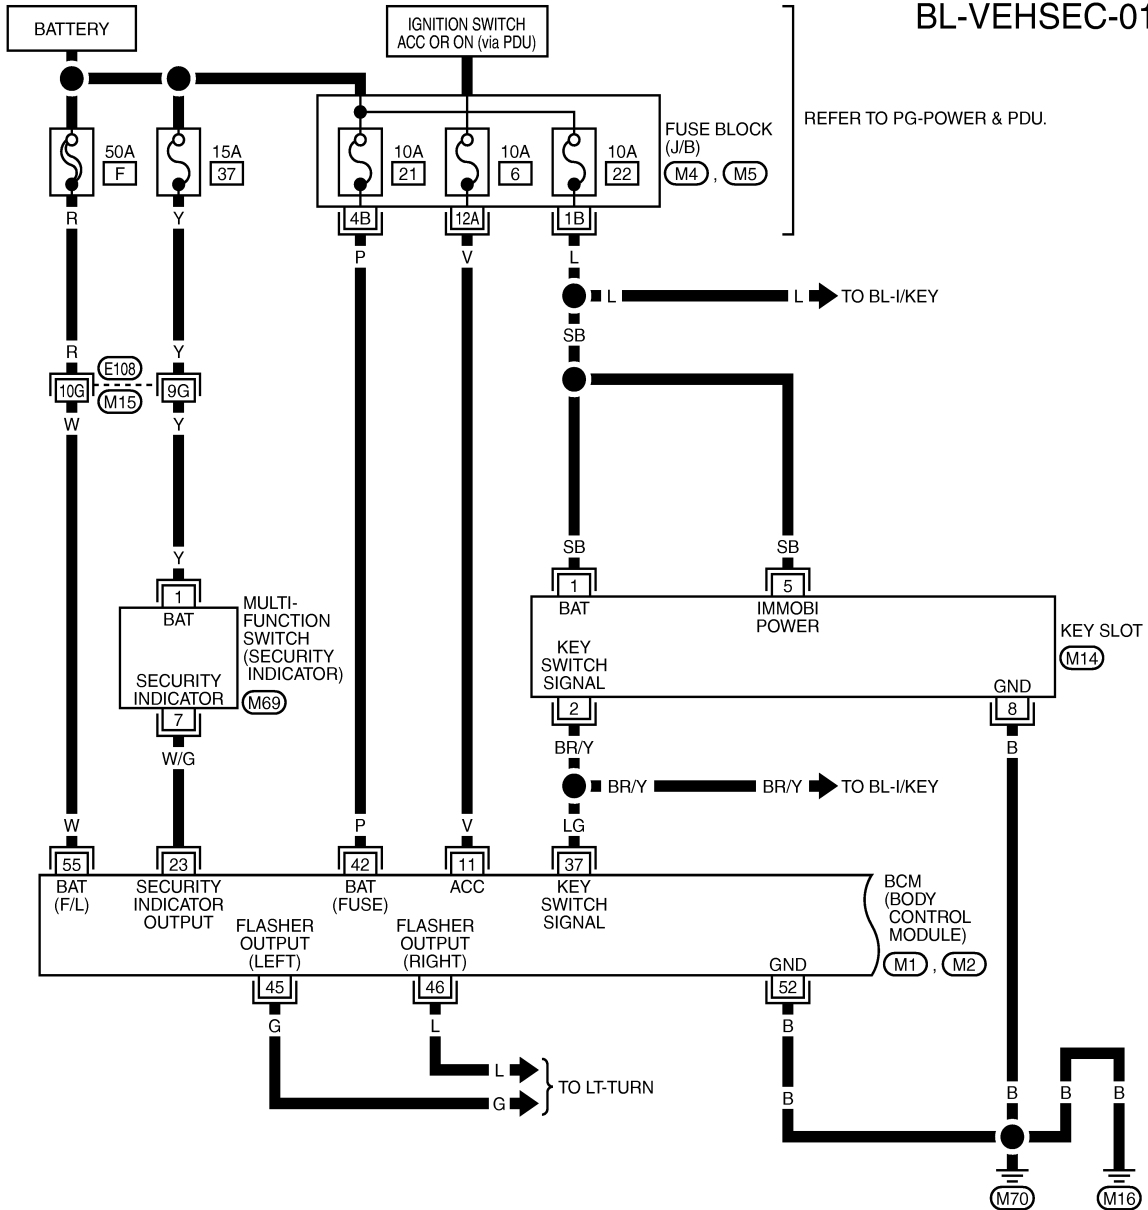 BL-VEHSEC-01
BATTERY
IGNITION SWITCH
ACC OR ON (via PDU)
REFER TO PG-POWER & PDU.
50A
F
15A
37
10A
21
10A
6
10A
22
FUSE BLOCK
(J/B)
M4 , M5
4B
12A
1B
R
Y
P
V
L
L
L
TO BL-I/KEY
SB
R
Y
E108
10G
9G
M15
W
Y
SB
SB
Y
1
BAT
MULTI-
FUNCTION
SWITCH
(SECURITY
INDICATOR)
M69
SECURITY
INDICATOR
7
W/G
1
BAT
5
IMMOBI
POWER
KEY
SWITCH
SIGNAL
KEY SLOT
M14
GND
2
8
BR/Y
B
BR/Y
BR/Y
TO BL-I/KEY
W
P
V
LG
55
23
42
11
37
BAT
(F/L)
SECURITY
INDICATOR
OUTPUT
BAT
(FUSE)
ACC
KEY
SWITCH
SIGNAL
BCM
(BODY
CONTROL
MODULE)
M1 , M2
FLASHER
OUTPUT
(LEFT)
FLASHER
OUTPUT
(RIGHT)
GND
45
46
52
G
L
B
L
G
TO LT-TURN
B
B
B
B
M70
M16